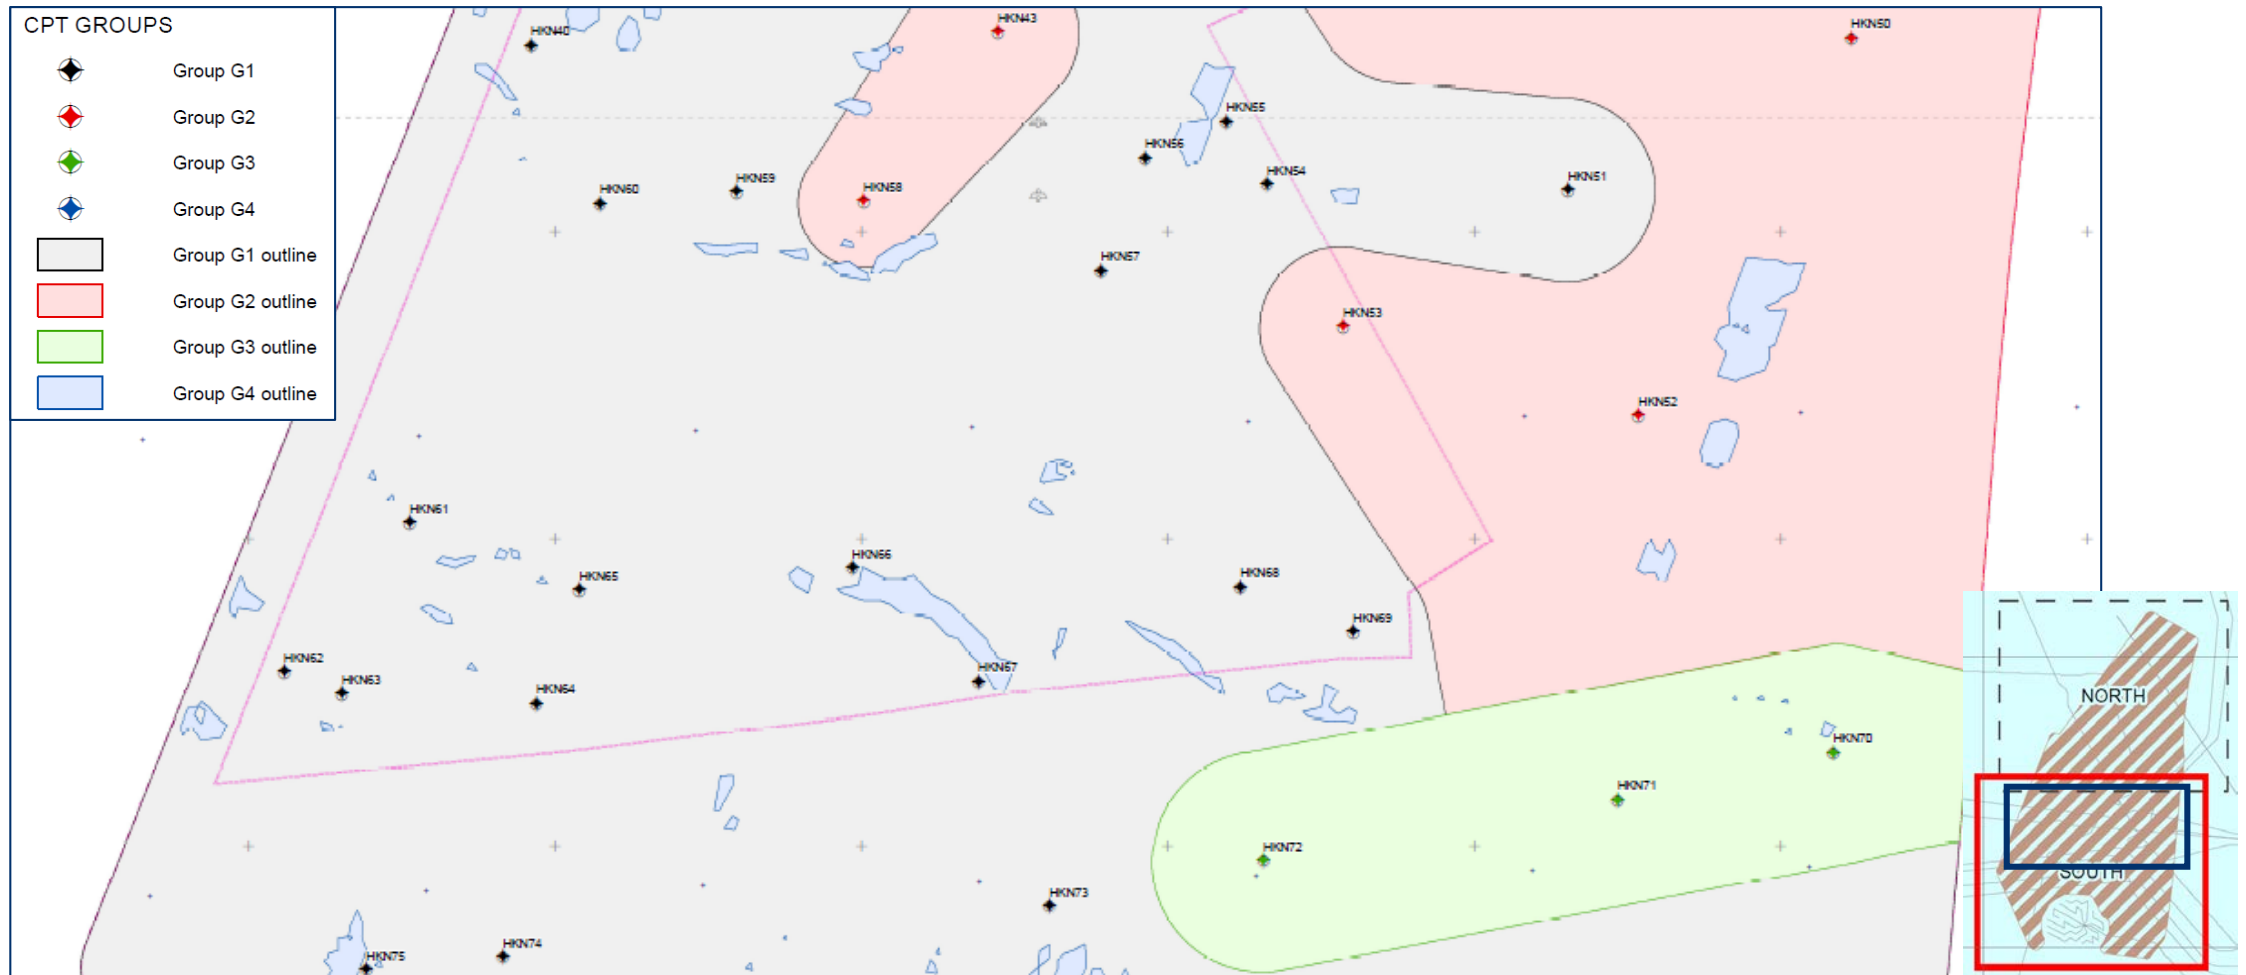 CPT GROUPS
Group G1
Group G2
Group G3
Group G4
Group G1 outline
Group G2 outline
Group G3 outline
Group G4 outline
HKN40
HKN43
HKN50
HKN55
HKN56
HKN54
HKN51
HKN60
HKN59
HKN58
HKN57
HKN53
HKN52
HKN61
HKN65
HKN66
HKN68
HKN69
HKN62
HKN63
HKN64
HKN67
HKN70
HKN71
HKN72
HKN73
HKN74
HKN75
NORTH
SOUTH